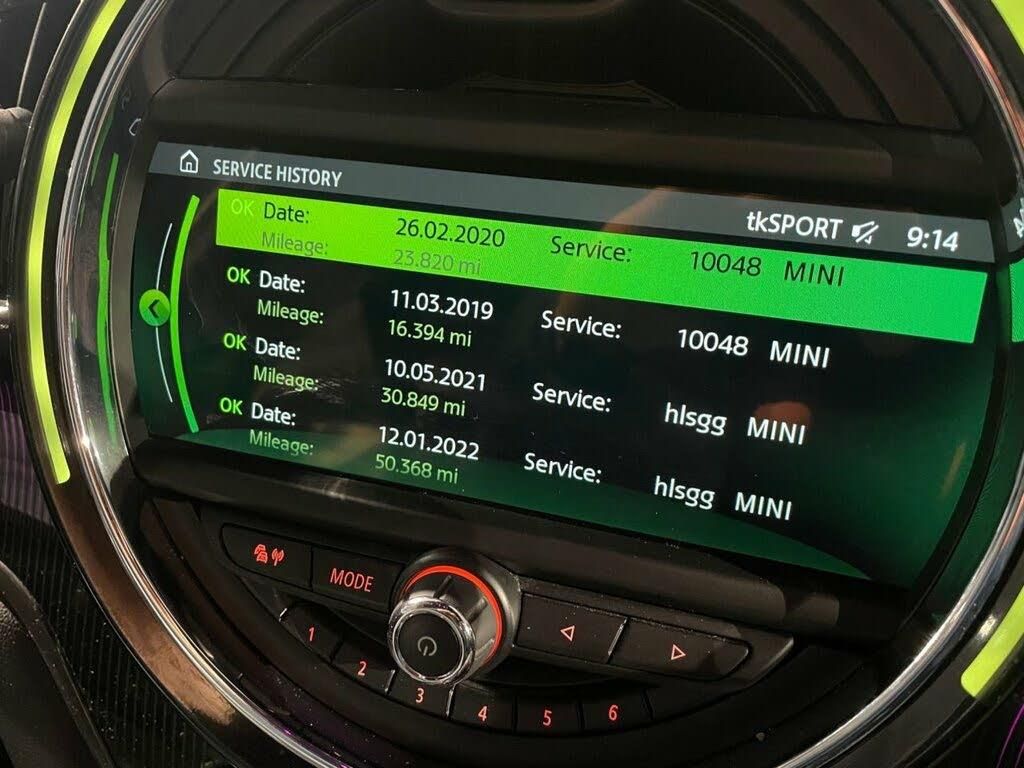 SERVICE HISTORY
tkSPORT 9:14
OK Date: 26.02.2020 Service: 10048 MINI
Mileage: 23.820 mi
OK Date: 11.03.2019 Service: 10048 MINI
Mileage: 16.394 mi
OK Date: 10.05.2021 Service: hlsgg MINI
Mileage: 30.849 mi
OK Date: 12.01.2022 Service: hlsgg MINI
Mileage: 50.368 mi
MODE
1 2 3 4 5 6